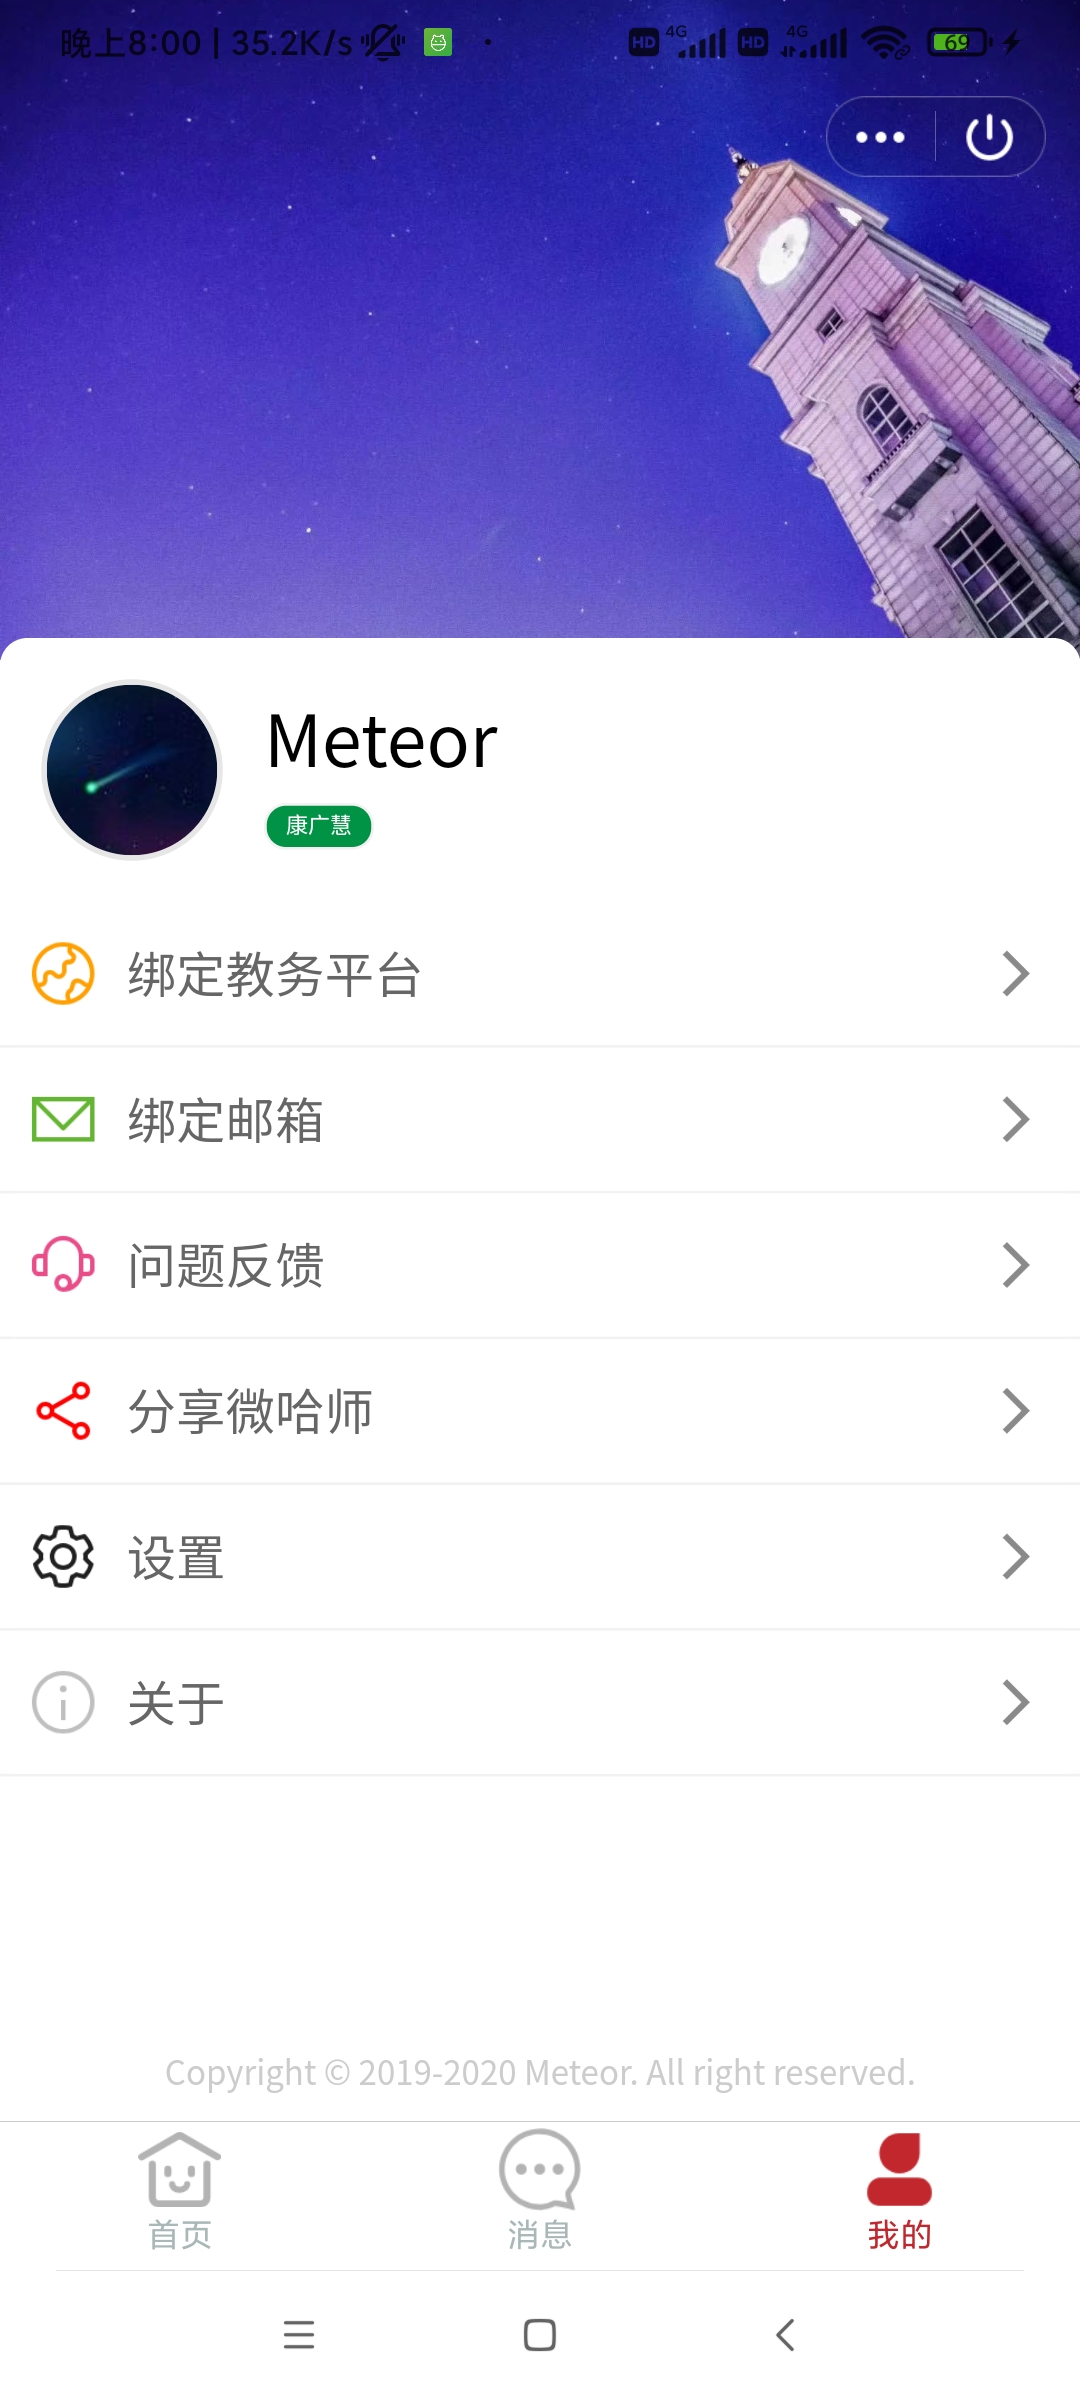 晚上8:00 | 35.2K/s
HD 4G HD 4G 69
Meteor
康广慧
绑定教务平台
绑定邮箱
问题反馈
分享微哈师
设置
关于
Copyright © 2019-2020 Meteor. All right reserved.
首页
消息
我的